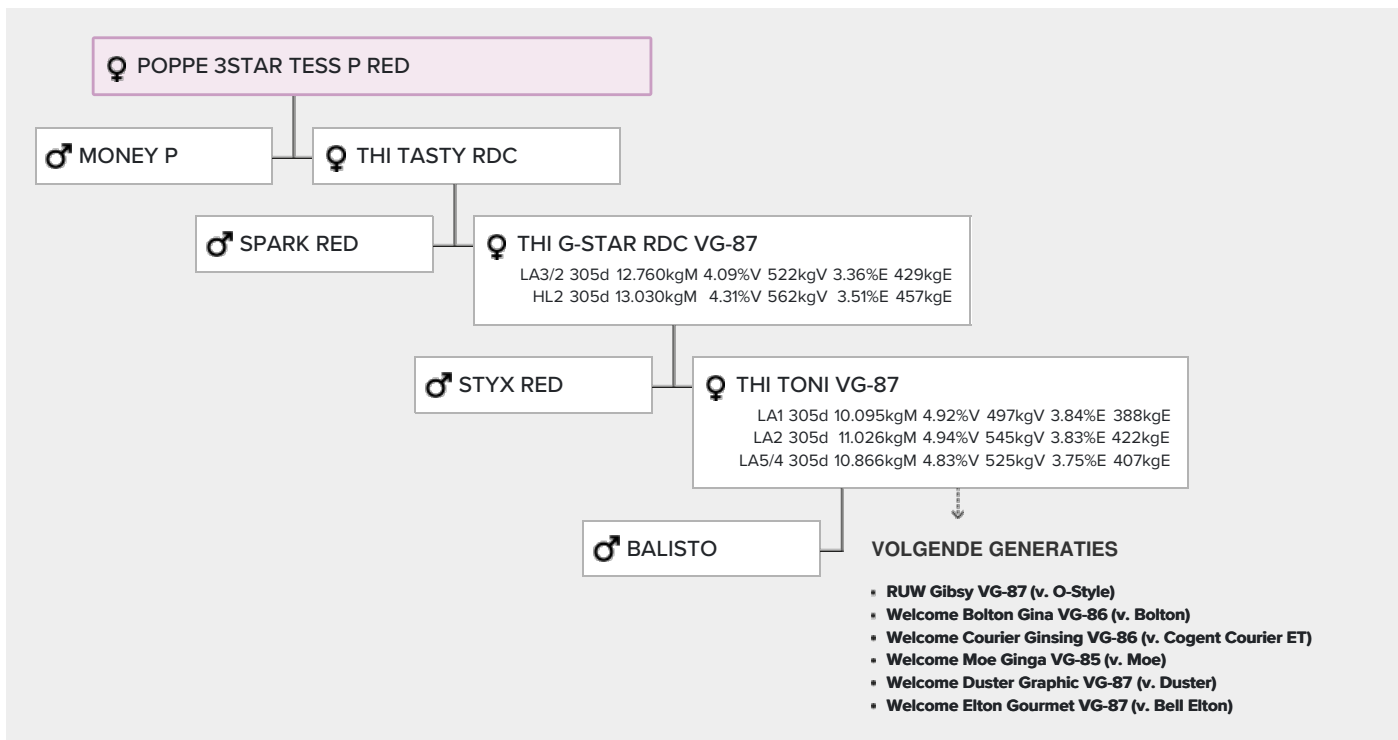 POPPE 3STAR TESS P RED
MONEY P
THI TASTY RDC
SPARK RED
THI G-STAR RDC VG-87
LA3/2 305d 12.760kgM 4.09%V 522kgV 3.36%E 429kgE
HL2 305d 13.030kgM 4.31%V 562kgV 3.51%E 457kgE
STYX RED
THI TONI VG-87
LA1 305d 10.095kgM 4.92%V 497kgV 3.84%E 388kgE
LA2 305d 11.026kgM 4.94%V 545kgV 3.83%E 422kgE
LA5/4 305d 10.866kgM 4.83%V 525kgV 3.75%E 407kgE
BALISTO
VOLGENDE GENERATIES
RUW Gibsy VG-87 (v. O-Style)
Welcome Bolton Gina VG-86 (v. Bolton)
Welcome Courier Ginsing VG-86 (v. Cogent Courier ET)
Welcome Moe Ginga VG-85 (v. Moe)
Welcome Duster Graphic VG-87 (v. Duster)
Welcome Elton Gourmet VG-87 (v. Bell Elton)